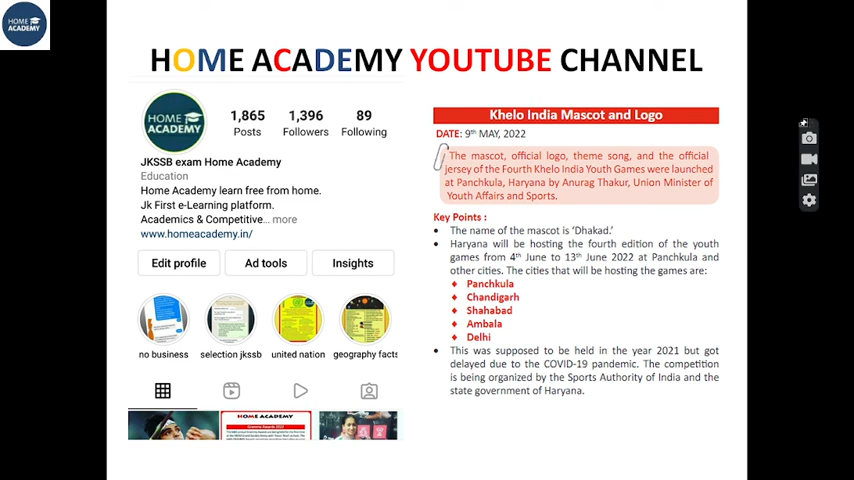 HOME ACADEMY
HOME ACADEMY YOUTUBE CHANNEL
HOME
ACADEMY
1,865 1,396 89
Posts Followers Following
JKSSB exam Home Academy
Education
Home Academy learn free from home.
Jk First e-Learning platform.
Academics & Competitive... more
www.homeacademy.in/
Edit profile Ad tools Insights
no business selection jkssb united nation geography facts
HOME ACADEMY
Khelo India Mascot and Logo
DATE: 9th MAY, 2022
The mascot, official logo, theme song, and the official
jersey of the Fourth Khelo India Youth Games were launched
at Panchkula, Haryana by Anurag Thakur, Union Minister of
Youth Affairs and Sports.
Key Points :
• The name of the mascot is ‘Dhakad.’
• Haryana will be hosting the fourth edition of the youth
games from 4th June to 13th June 2022 at Panchkula and
other cities. The cities that will be hosting the games are:
♦ Panchkula
♦ Chandigarh
♦ Shahabad
♦ Ambala
♦ Delhi
• This was supposed to be held in the year 2021 but got
delayed due to the COVID-19 pandemic. The competition
is being organized by the Sports Authority of India and the
state government of Haryana.